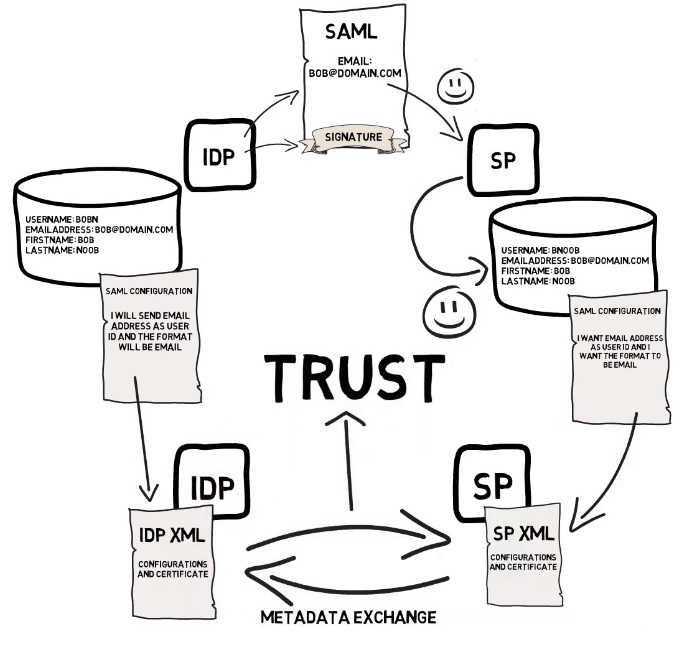 SAML
EMAIL:
BOB@DOMAIN.COM
SIGNATURE
IDP
SP
USERNAME:BOBN
EMAILADDRESS:BOB@DOMAIN.COM
FIRSTNAME:BOB
LASTNAME:NOOB
SAML CONFIGURATION
I WILL SEND EMAIL
ADDRESS AS USER
ID AND THE FORMAT
WILL BE EMAIL
USERNAME:BNOOB
EMAILADDRESS:BOB@DOMAIN.COM
FIRSTNAME:BOB
LASTNAME:NOOB
SAML CONFIGURATION
I WANT EMAIL ADDRESS
AS USER ID AND I
WANT THE FORMAT TO
BE EMAIL
TRUST
IDP
IDP XML
CONFIGURATIONS
AND CERTIFICATE
SP
SP XML
CONFIGURATIONS
AND CERTIFICATE
METADATA EXCHANGE